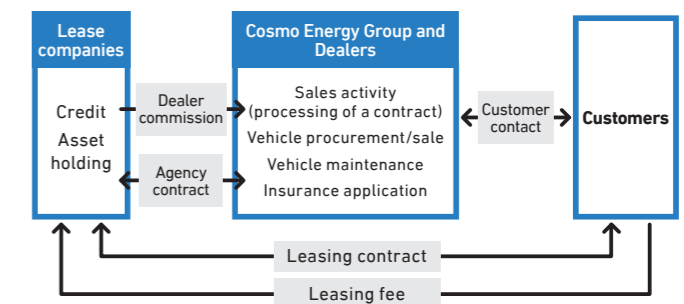 Lease
companies
Credit
Asset
holding
Dealer
commission
Agency
contract
Cosmo Energy Group and
Dealers
Sales activity
(processing of a contract)
Vehicle procurement/sale
Vehicle maintenance
Insurance application
Customer
contact
Customers
Leasing contract
Leasing fee